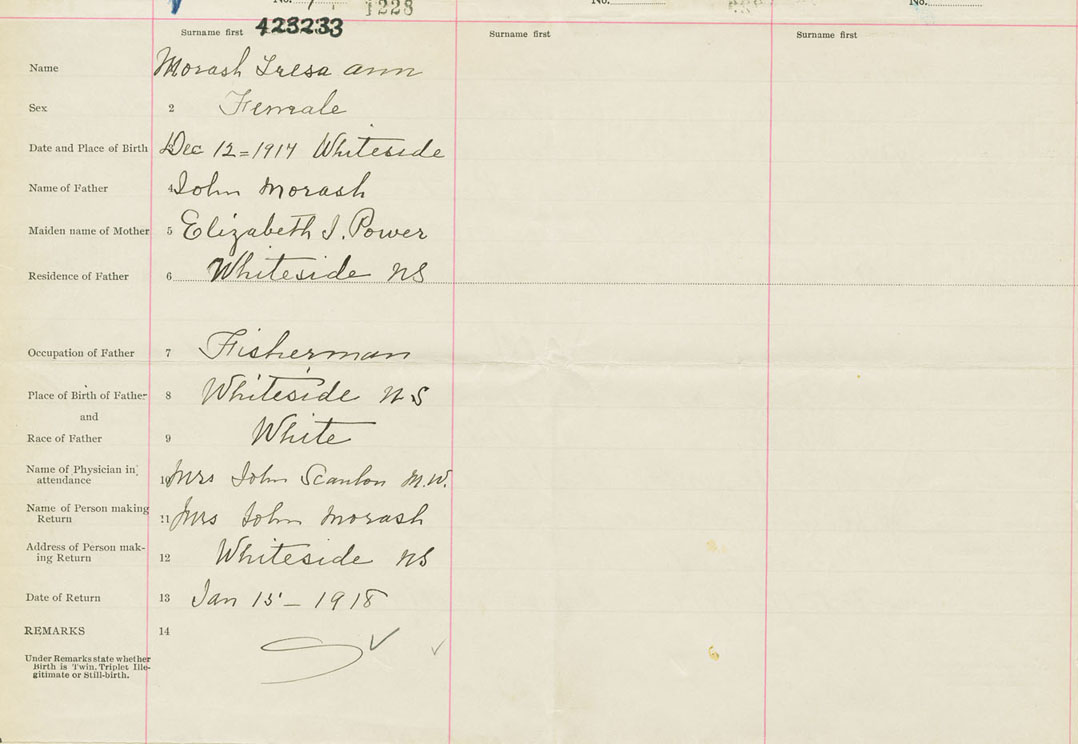 No. 1228 No. No.
Surname first 423233 Surname first Surname first
Name Morash Tresa ann
Sex 2 Female
Date and Place of Birth Dec 12=1917 Whiteside
Name of Father 4 John Morash
Maiden name of Mother 5 Elizabeth J. Power
Residence of Father 6 Whiteside NS
Occupation of Father 7 Fisherman
Place of Birth of Father 8 Whiteside N S
and
Race of Father 9 White
Name of Physician in
attendance 10 Mrs John Scanlon M.W.
Name of Person making
Return 11 Mrs John Morash
Address of Person mak-
ing Return 12 Whiteside NS
Date of Return 13 Jan 15 - 1918
REMARKS 14
Under Remarks state whether
Birth is Twin, Triplet Ille-
gitimate or Still-birth.